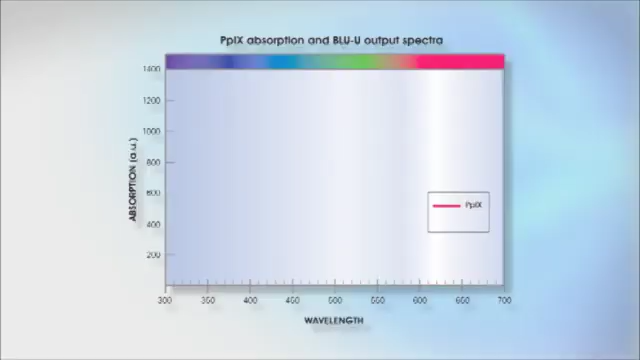 PpIX absorption and BLU-U output spectra
1400
1200
1000
800
600
400
200
ABSORPTION (a.u.)
PpIX
300 350 400 450 500 550 600 650 700
WAVELENGTH